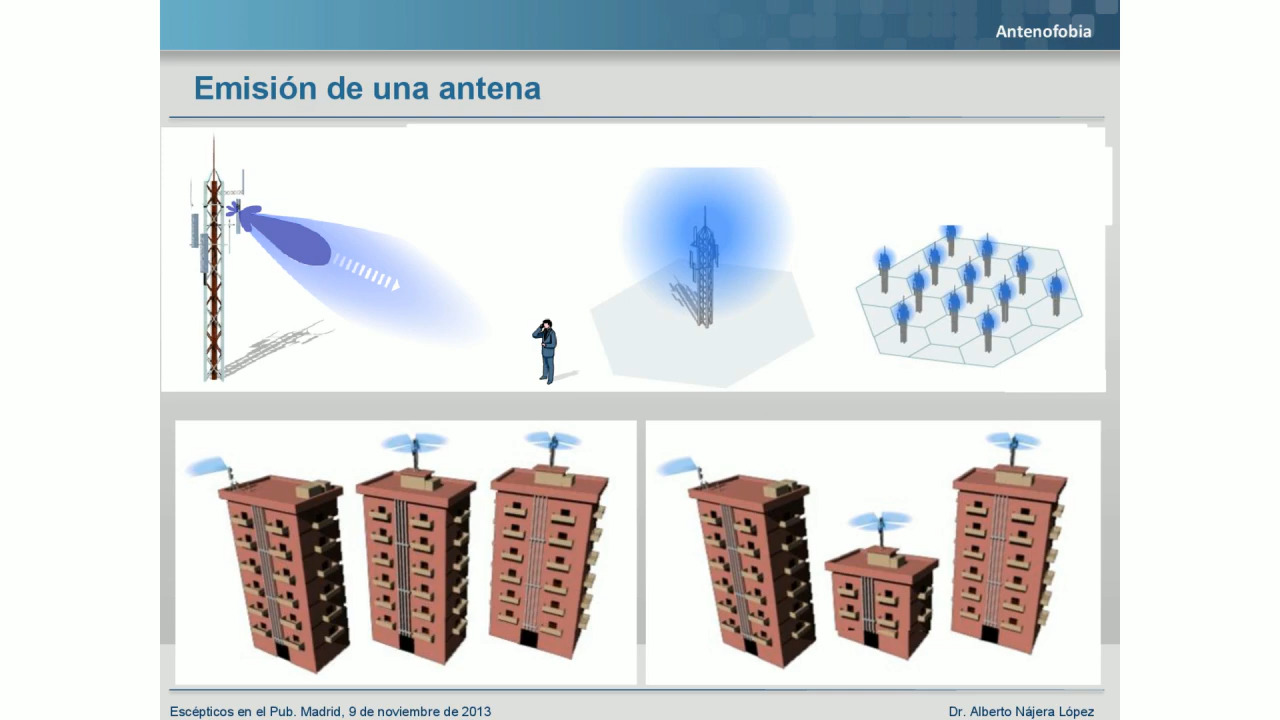 Antenofobia
Emisión de una antena
Escépticos en el Pub. Madrid, 9 de noviembre de 2013
Dr. Alberto Nájera López